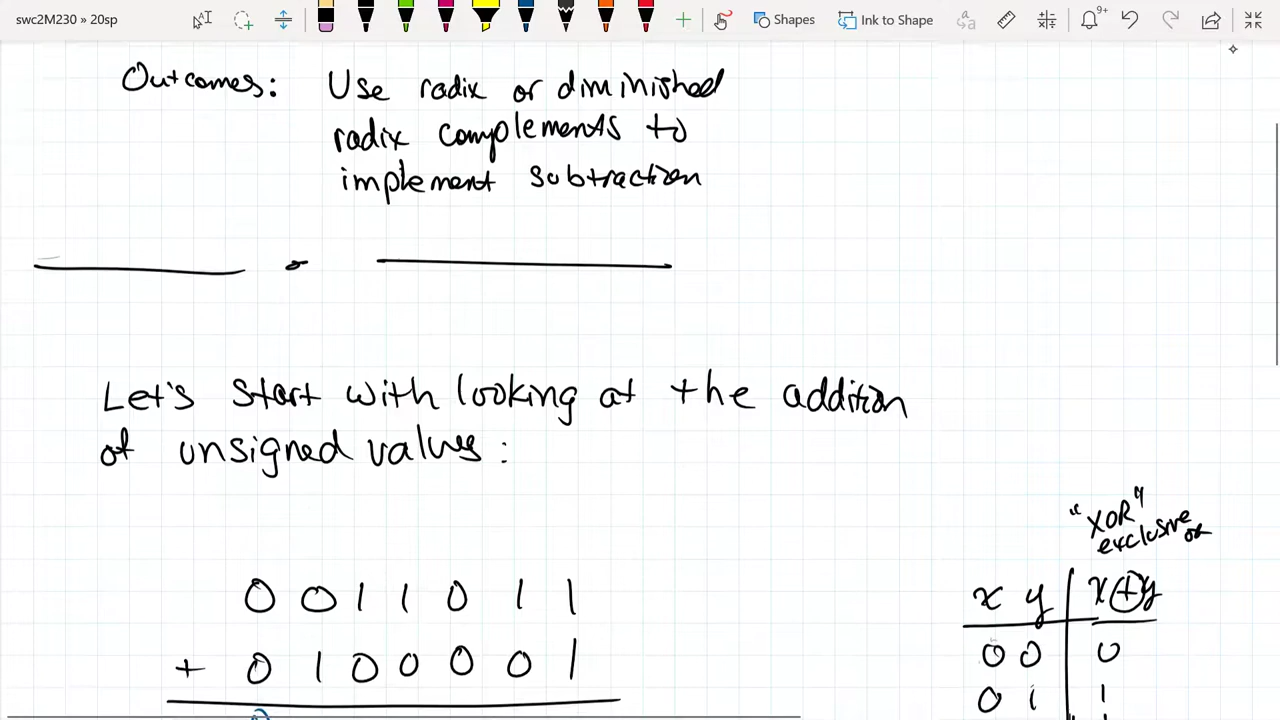 swc2M230 » 20sp
Shapes
Ink to Shape
9+
Outcomes: Use radix or diminished
radix complements to
implement subtraction
Let's start with looking at the addition
of unsigned values:
"XOR"
exclusive
or
0 0 1 1 0 1 1
+ 0 1 0 0 0 0 1
x y x⊕y
0 0 0
0 1 1